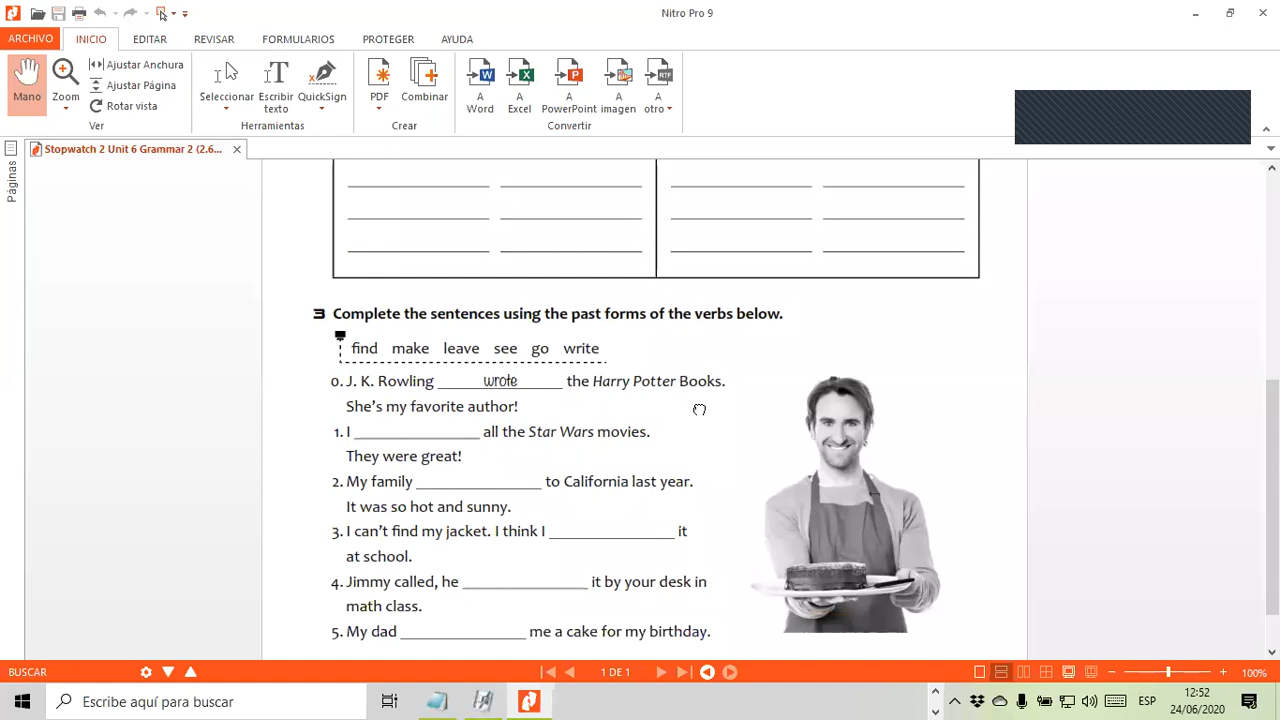 Nitro Pro 9
ARCHIVO INICIO EDITAR REVISAR FORMULARIOS PROTEGER AYUDA
Mano Zoom Ajustar Anchura
Ajustar Página
Rotar vista
Seleccionar Escribir texto QuickSign PDF Combinar A Word A Excel A PowerPoint A imagen A otro
Ver Herramientas Crear Convertir
Stopwatch 2 Unit 6 Grammar 2 (2.6...
Páginas
3 Complete the sentences using the past forms of the verbs below.
find make leave see go write
0. J. K. Rowling wrote the Harry Potter Books.
She's my favorite author!
1. I ____________ all the Star Wars movies.
They were great!
2. My family ____________ to California last year.
It was so hot and sunny.
3. I can't find my jacket. I think I ____________ it
at school.
4. Jimmy called, he ____________ it by your desk in
math class.
5. My dad ____________ me a cake for my birthday.
BUSCAR 1 DE 1 100%
Escribe aquí para buscar ESP 12:52
24/06/2020